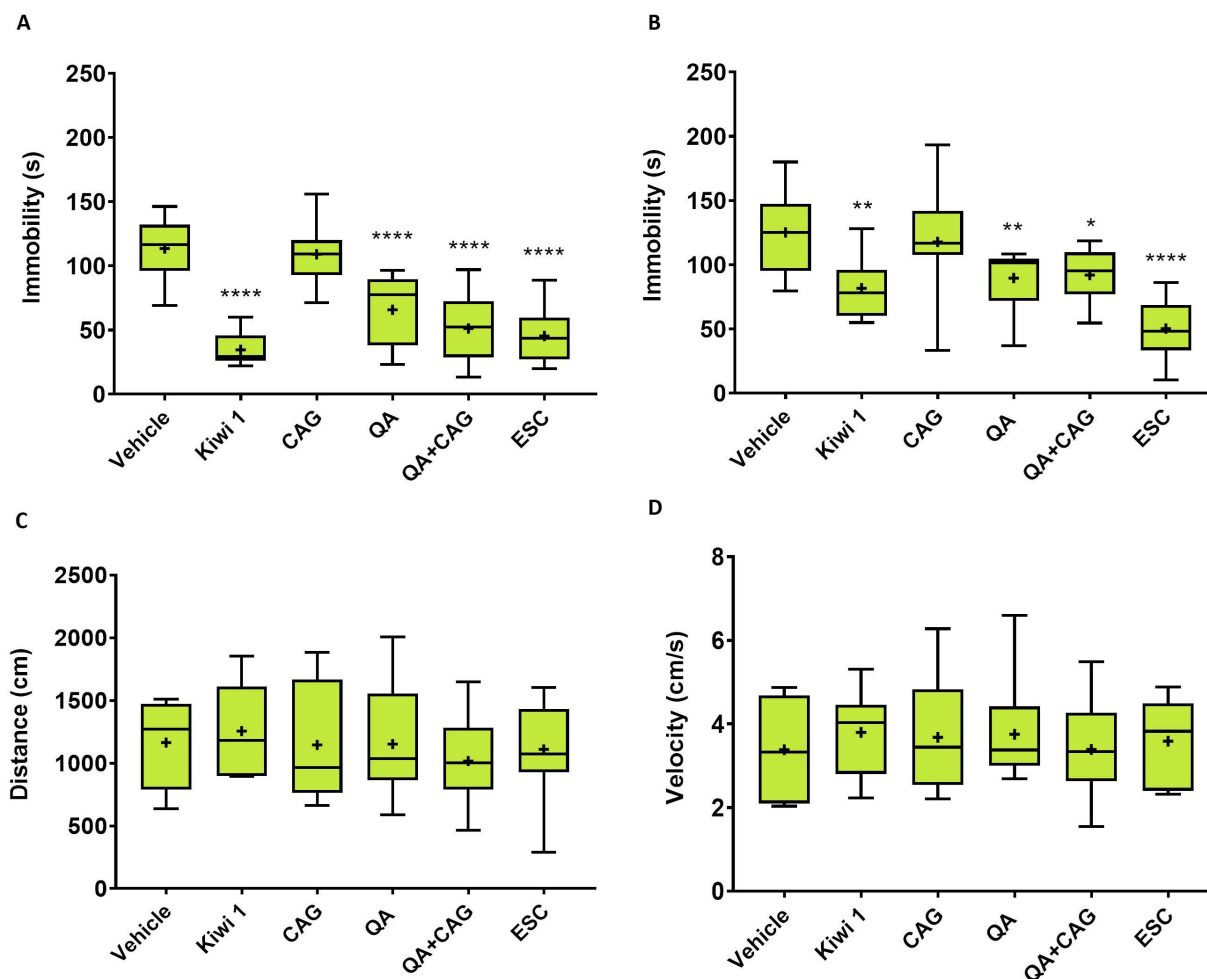 A
250
200
150
100
50
0
Immobility (s)
****
****
****
****
Vehicle
Kiwi 1
CAG
QA
QA+CAG
ESC
B
250
200
150
100
50
0
Immobility (s)
**
**
*
****
Vehicle
Kiwi 1
CAG
QA
QA+CAG
ESC
C
2500
2000
1500
1000
500
0
Distance (cm)
Vehicle
Kiwi 1
CAG
QA
QA+CAG
ESC
D
8
6
4
2
0
Velocity (cm/s)
Vehicle
Kiwi 1
CAG
QA
QA+CAG
ESC